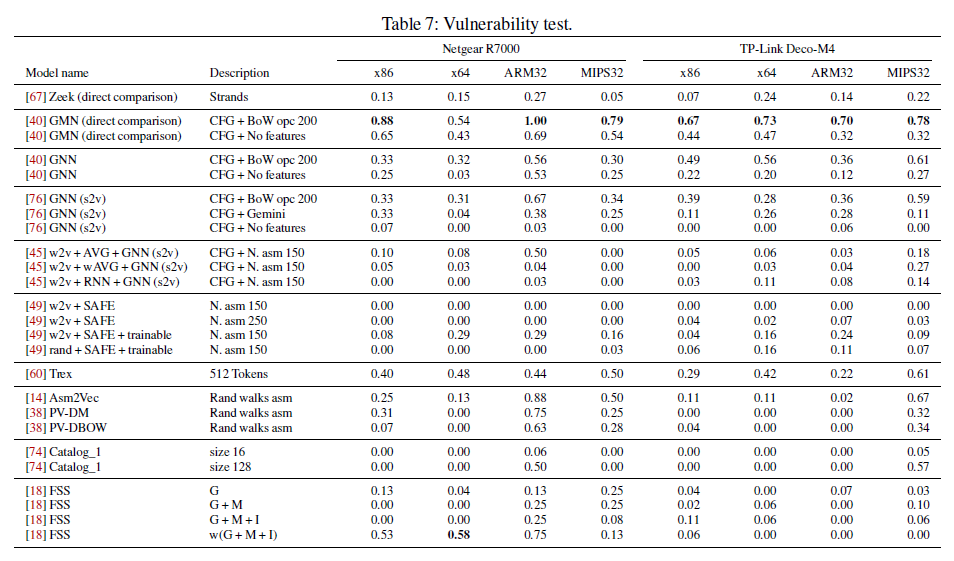 Table 7: Vulnerability test.
Netgear R7000 TP-Link Deco-M4
Model name Description x86 x64 ARM32 MIPS32 x86 x64 ARM32 MIPS32
[67] Zeek (direct comparison) Strands 0.13 0.15 0.27 0.05 0.07 0.24 0.14 0.22
[40] GMN (direct comparison) CFG + BoW opc 200 0.88 0.54 1.00 0.79 0.67 0.73 0.70 0.78
[40] GMN (direct comparison) CFG + No features 0.65 0.43 0.69 0.54 0.44 0.47 0.32 0.32
[40] GNN CFG + BoW opc 200 0.33 0.32 0.56 0.30 0.49 0.56 0.36 0.61
[40] GNN CFG + No features 0.25 0.03 0.53 0.25 0.22 0.20 0.12 0.27
[76] GNN (s2v) CFG + BoW opc 200 0.33 0.31 0.67 0.34 0.39 0.28 0.36 0.59
[76] GNN (s2v) CFG + Gemini 0.33 0.04 0.38 0.25 0.11 0.26 0.28 0.11
[76] GNN (s2v) CFG + No features 0.07 0.00 0.03 0.00 0.00 0.00 0.06 0.00
[45] w2v + AVG + GNN (s2v) CFG + N. asm 150 0.10 0.08 0.50 0.00 0.05 0.06 0.03 0.18
[45] w2v + wAVG + GNN (s2v) CFG + N. asm 150 0.05 0.03 0.04 0.00 0.00 0.03 0.04 0.27
[45] w2v + RNN + GNN (s2v) CFG + N. asm 150 0.00 0.00 0.03 0.00 0.03 0.11 0.08 0.14
[49] w2v + SAFE N. asm 150 0.00 0.00 0.00 0.00 0.00 0.00 0.00 0.00
[49] w2v + SAFE N. asm 250 0.00 0.00 0.00 0.00 0.04 0.02 0.07 0.03
[49] w2v + SAFE + trainable N. asm 150 0.08 0.29 0.29 0.16 0.04 0.16 0.24 0.09
[49] rand + SAFE + trainable N. asm 150 0.00 0.00 0.00 0.03 0.06 0.16 0.11 0.07
[60] Trex 512 Tokens 0.40 0.48 0.44 0.50 0.29 0.42 0.22 0.61
[14] Asm2Vec Rand walks asm 0.25 0.13 0.88 0.50 0.11 0.11 0.02 0.67
[38] PV-DM Rand walks asm 0.31 0.00 0.75 0.25 0.00 0.00 0.00 0.32
[38] PV-DBOW Rand walks asm 0.07 0.00 0.63 0.28 0.04 0.00 0.00 0.34
[74] Catalog_1 size 16 0.00 0.00 0.06 0.00 0.00 0.00 0.00 0.05
[74] Catalog_1 size 128 0.00 0.00 0.50 0.00 0.00 0.00 0.00 0.57
[18] FSS G 0.13 0.04 0.13 0.25 0.04 0.00 0.07 0.03
[18] FSS G + M 0.00 0.00 0.25 0.25 0.02 0.06 0.00 0.10
[18] FSS G + M + I 0.00 0.00 0.25 0.08 0.11 0.06 0.00 0.06
[18] FSS w(G + M + I) 0.53 0.58 0.75 0.13 0.06 0.00 0.00 0.00